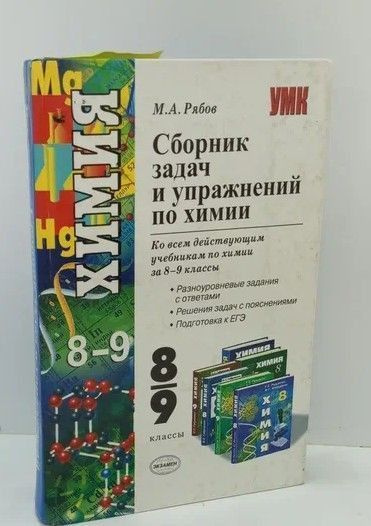 Mg
Hg
ХИМИЯ
8-9
М.А. Рябов
УМК
Сборник
задач
и упражнений
по химии
Ко всем действующим
учебникам по химии
за 8–9 классы
• Разноуровневые задания
с ответами
• Решения задач с пояснениями
• Подготовка к ЕГЭ
8
9
классы
ЭКЗАМЕН
ХИМИЯ
ХИМИЯ
8
ХИМИЯ
8